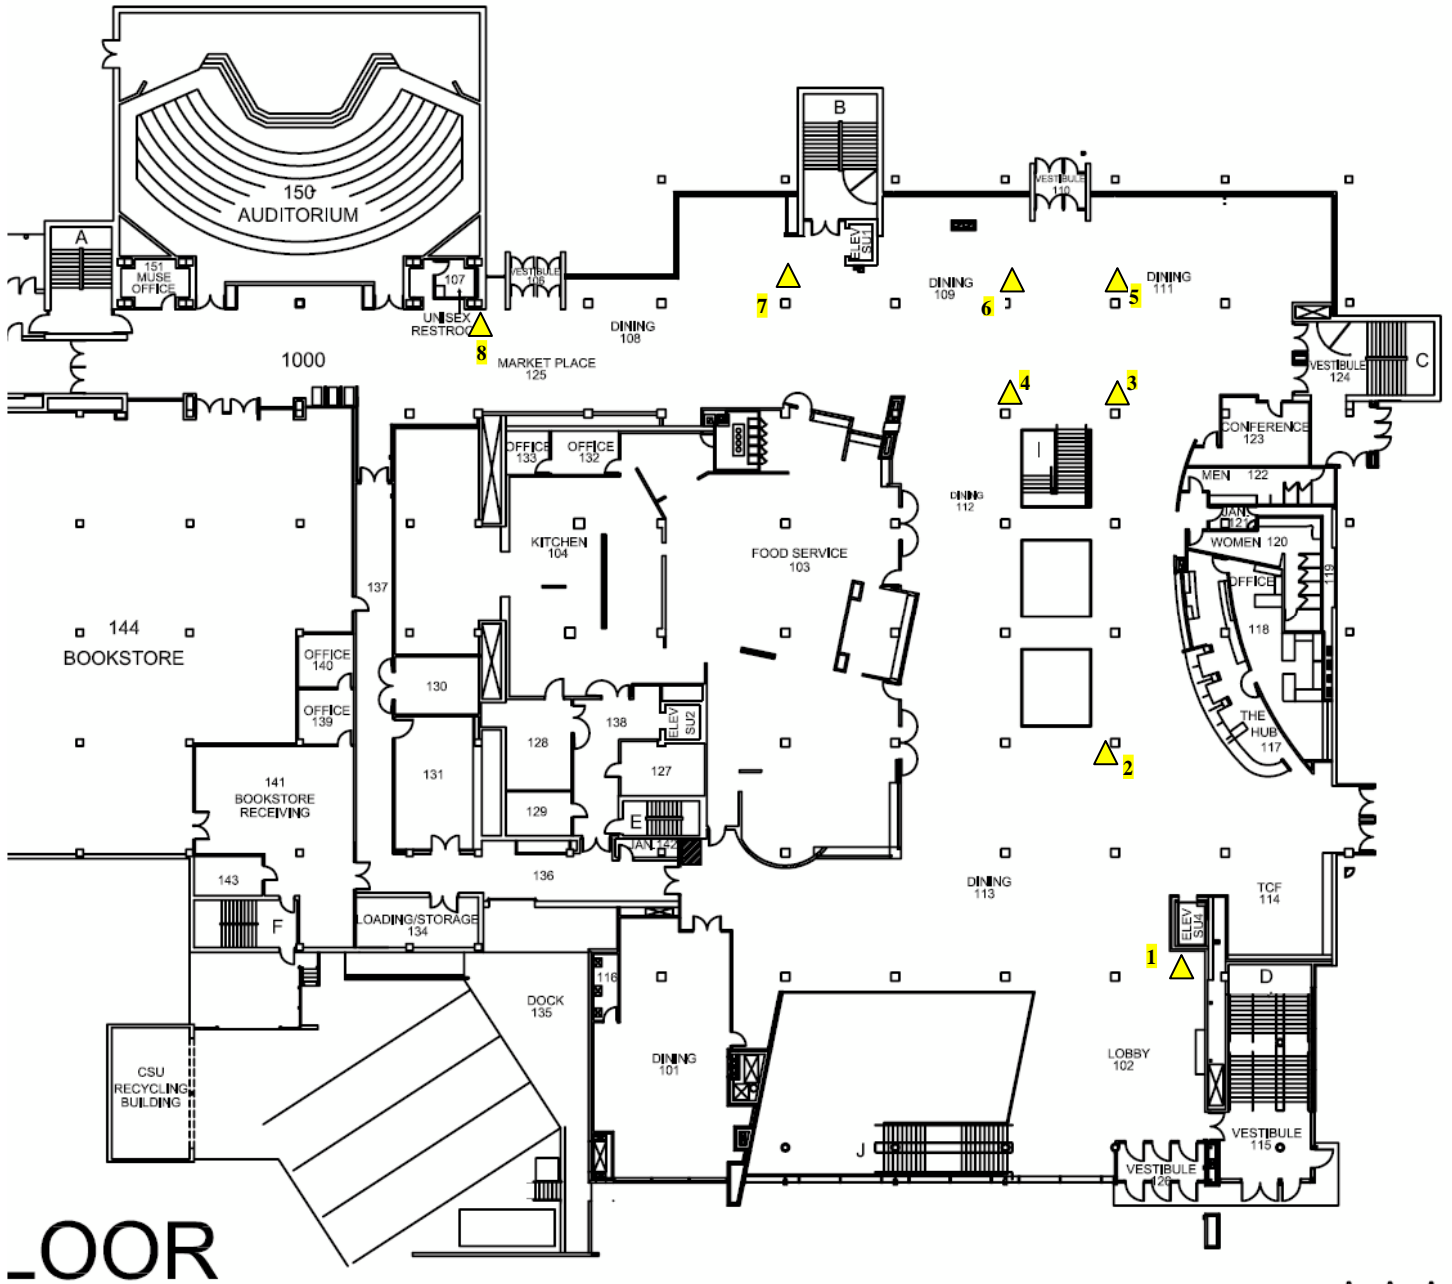 B
150
AUDITORIUM
VESTIBULE
110
A
ELEV
SU1
151
MUSE
OFFICE
107
VESTIBULE
106
DINING
109
DINING
111
7
6
5
UNISEX
RESTROO
8
DINING
108
1000
MARKET PLACE
125
VESTIBULE
124
C
4
3
CONFERENCE
123
OFFICE
133
OFFICE
132
I
MEN 122
DINING
112
JAN.
121
KITCHEN
104
FOOD SERVICE
103
WOMEN 120
119
OFFICE
137
118
144
BOOKSTORE
OFFICE
140
130
OFFICE
139
138
ELEV
SU2
THE
HUB
117
128
2
131
127
141
BOOKSTORE
RECEIVING
129
E
JAN.142
136
143
DINING
113
TCF
114
F
LOADING/STORAGE
134
ELEV
SU4
1
D
116
DOCK
135
DINING
101
LOBBY
102
CSU
RECYCLING
BUILDING
J
VESTIBULE
115
VESTIBULE
126
LOOR